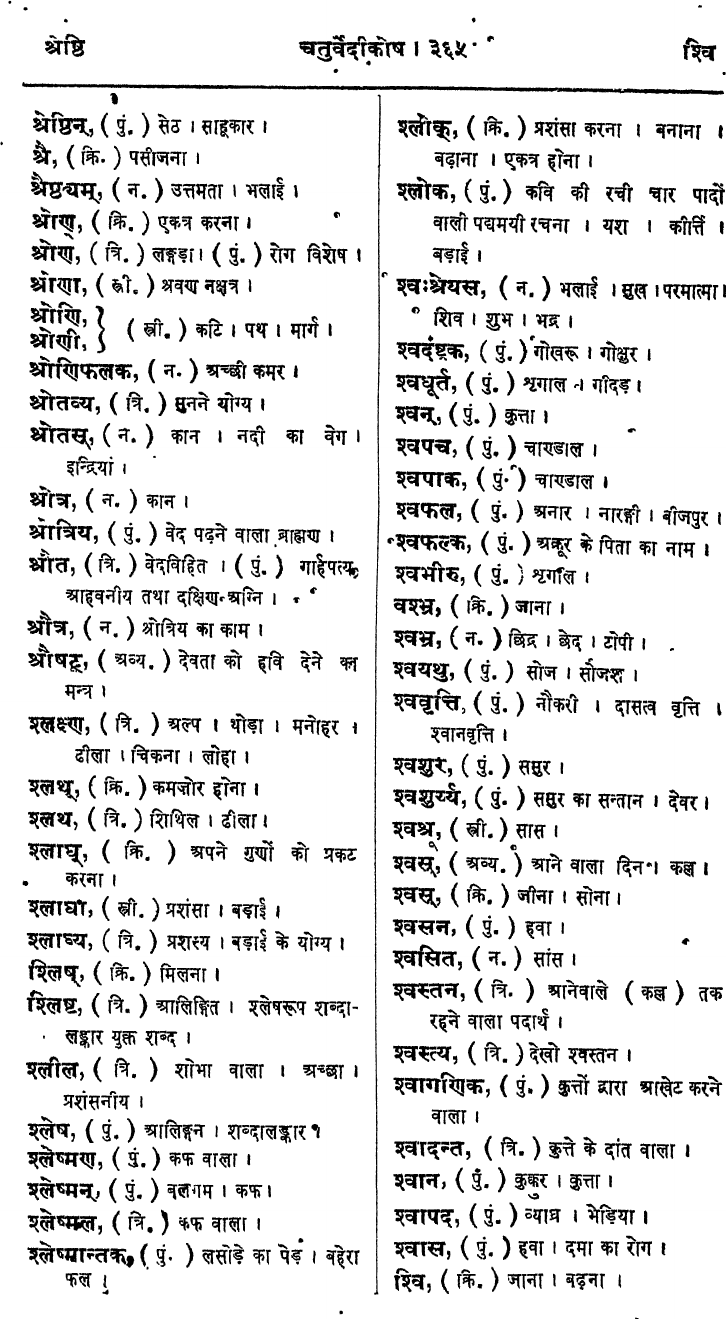 श्रेष्ठि
चतुर्वेदीकोष । ३६५
श्वि
श्रेष्ठिन्, ( पुं. ) सेठ । साहूकार ।
श्रै, ( क्रि. ) पसीजना ।
श्रैष्ठ्यम्, ( न. ) उत्तमता । भलाई ।
श्रोण्, ( क्रि. ) एकत्र करना ।
श्रोण, ( त्रि. ) लङ्गड़ा । ( पुं. ) रोग विशेष ।
श्रोणा, ( स्त्री. ) श्रवण नक्षत्र ।
श्रोणि,
श्रोणी, } ( स्त्री. ) कटि । पथ । मार्ग ।
श्रोणिफलक, ( न. ) अच्छी कमर ।
श्रोतव्य, ( त्रि. ) सुनने योग्य ।
श्रोतस्, ( न. ) कान । नदी का वेग ।
इन्द्रियां ।
श्रोत्र, ( न. ) कान ।
श्रोत्रिय, ( पुं. ) वेद पढ़ने वाला ब्राह्मण ।
श्रौत, ( त्रि. ) वेदविहित । ( पुं. ) गार्हपत्य,
आहवनीय तथा दक्षिण-अग्नि ।
श्रौत्र, ( न. ) श्रोत्रिय का काम ।
श्रौषट्, ( अव्य. ) देवता को हवि देने का
मन्त्र ।
श्लक्ष्ण, ( त्रि. ) अल्प । थोड़ा । मनोहर ।
ढीला । चिकना । लोहा ।
श्लथ्, ( क्रि. ) कमज़ोर होना ।
श्लथ, ( त्रि. ) शिथिल । ढीला ।
श्लाघ्, ( क्रि. ) अपने गुणों को प्रकट
करना ।
श्लाघा, ( स्त्री. ) प्रशंसा । बड़ाई ।
श्लाघ्य, ( त्रि. ) प्रशस्य । बड़ाई के योग्य ।
श्लिष्, ( क्रि. ) मिलना ।
श्लिष्ट, ( त्रि. ) आलिङ्गित । श्लेषरूप शब्दा-
लङ्कार युक्त शब्द ।
श्लील, ( त्रि. ) शोभा वाला । अच्छा ।
प्रशंसनीय ।
श्लेष, ( पुं. ) आलिङ्गन । शब्दालङ्कार ।
श्लेष्मण, ( पुं. ) कफ वाला ।
श्लेष्मन्, ( पुं. ) बलगम । कफ ।
श्लेष्मल, ( त्रि. ) कफ वाला ।
श्लेष्मान्तक, ( पुं. ) लसोड़े का पेड़ । बहेरा
फल ।
श्लोक्, ( क्रि. ) प्रशंसा करना । बनाना ।
बढ़ाना । एकत्र होना ।
श्लोक, ( पुं. ) कवि की रची चार पादों
वाली पद्यमयी रचना । यश । कीर्त्ति ।
बड़ाई ।
श्वःश्रेयस, ( न. ) भलाई । सुख । परमात्मा ।
शिव । शुभ । भद्र ।
श्वदंष्ट्रक, ( पुं. ) गोखरू । गोक्षुर ।
श्वधूर्त, ( पुं. ) शृगाल । गीदड़ ।
श्वन्, ( पुं. ) कुत्ता ।
श्वपच, ( पुं. ) चाण्डाल ।
श्वपाक, ( पुं. ) चाण्डाल ।
श्वफल, ( पुं. ) अनार । नारङ्गी । बीजपुर ।
श्वफल्क, ( पुं. ) अक्रूर के पिता का नाम ।
श्वभीरु, ( पुं. ) शृगाल ।
वश्भ्र, ( क्रि. ) जाना ।
श्वभ्र, ( न. ) छिद्र । छेद । टोपी ।
श्वयथु, ( पुं. ) सोज । सौजश ।
श्ववृत्ति, ( पुं. ) नौकरी । दासत्व वृत्ति ।
श्वानवृत्ति ।
श्वशुर, ( पुं. ) ससुर ।
श्वशुर्य्य, ( पुं. ) ससुर का सन्तान । देवर ।
श्वश्रू, ( स्त्री. ) सास ।
श्वस्, ( अव्य. ) आने वाला दिन । कल्ल ।
श्वस्, ( क्रि. ) जीना । सोना ।
श्वसन, ( पुं. ) हवा ।
श्वसित, ( न. ) सांस ।
श्वस्तन, ( त्रि. ) आनेवाले ( कल्ल ) तक
रहने वाला पदार्थ ।
श्वस्त्य, ( त्रि. ) देखो श्वस्तन ।
श्वागणिक, ( पुं. ) कुत्तों द्वारा आखेट करने
वाला ।
श्वादन्त, ( त्रि. ) कुत्ते के दांत वाला ।
श्वान, ( पुं. ) कुकुर । कुत्ता ।
श्वापद, ( पुं. ) व्याघ्र । भेड़िया ।
श्वास, ( पुं. ) हवा । दमा का रोग ।
श्वि, ( क्रि. ) जाना । बढ़ना ।